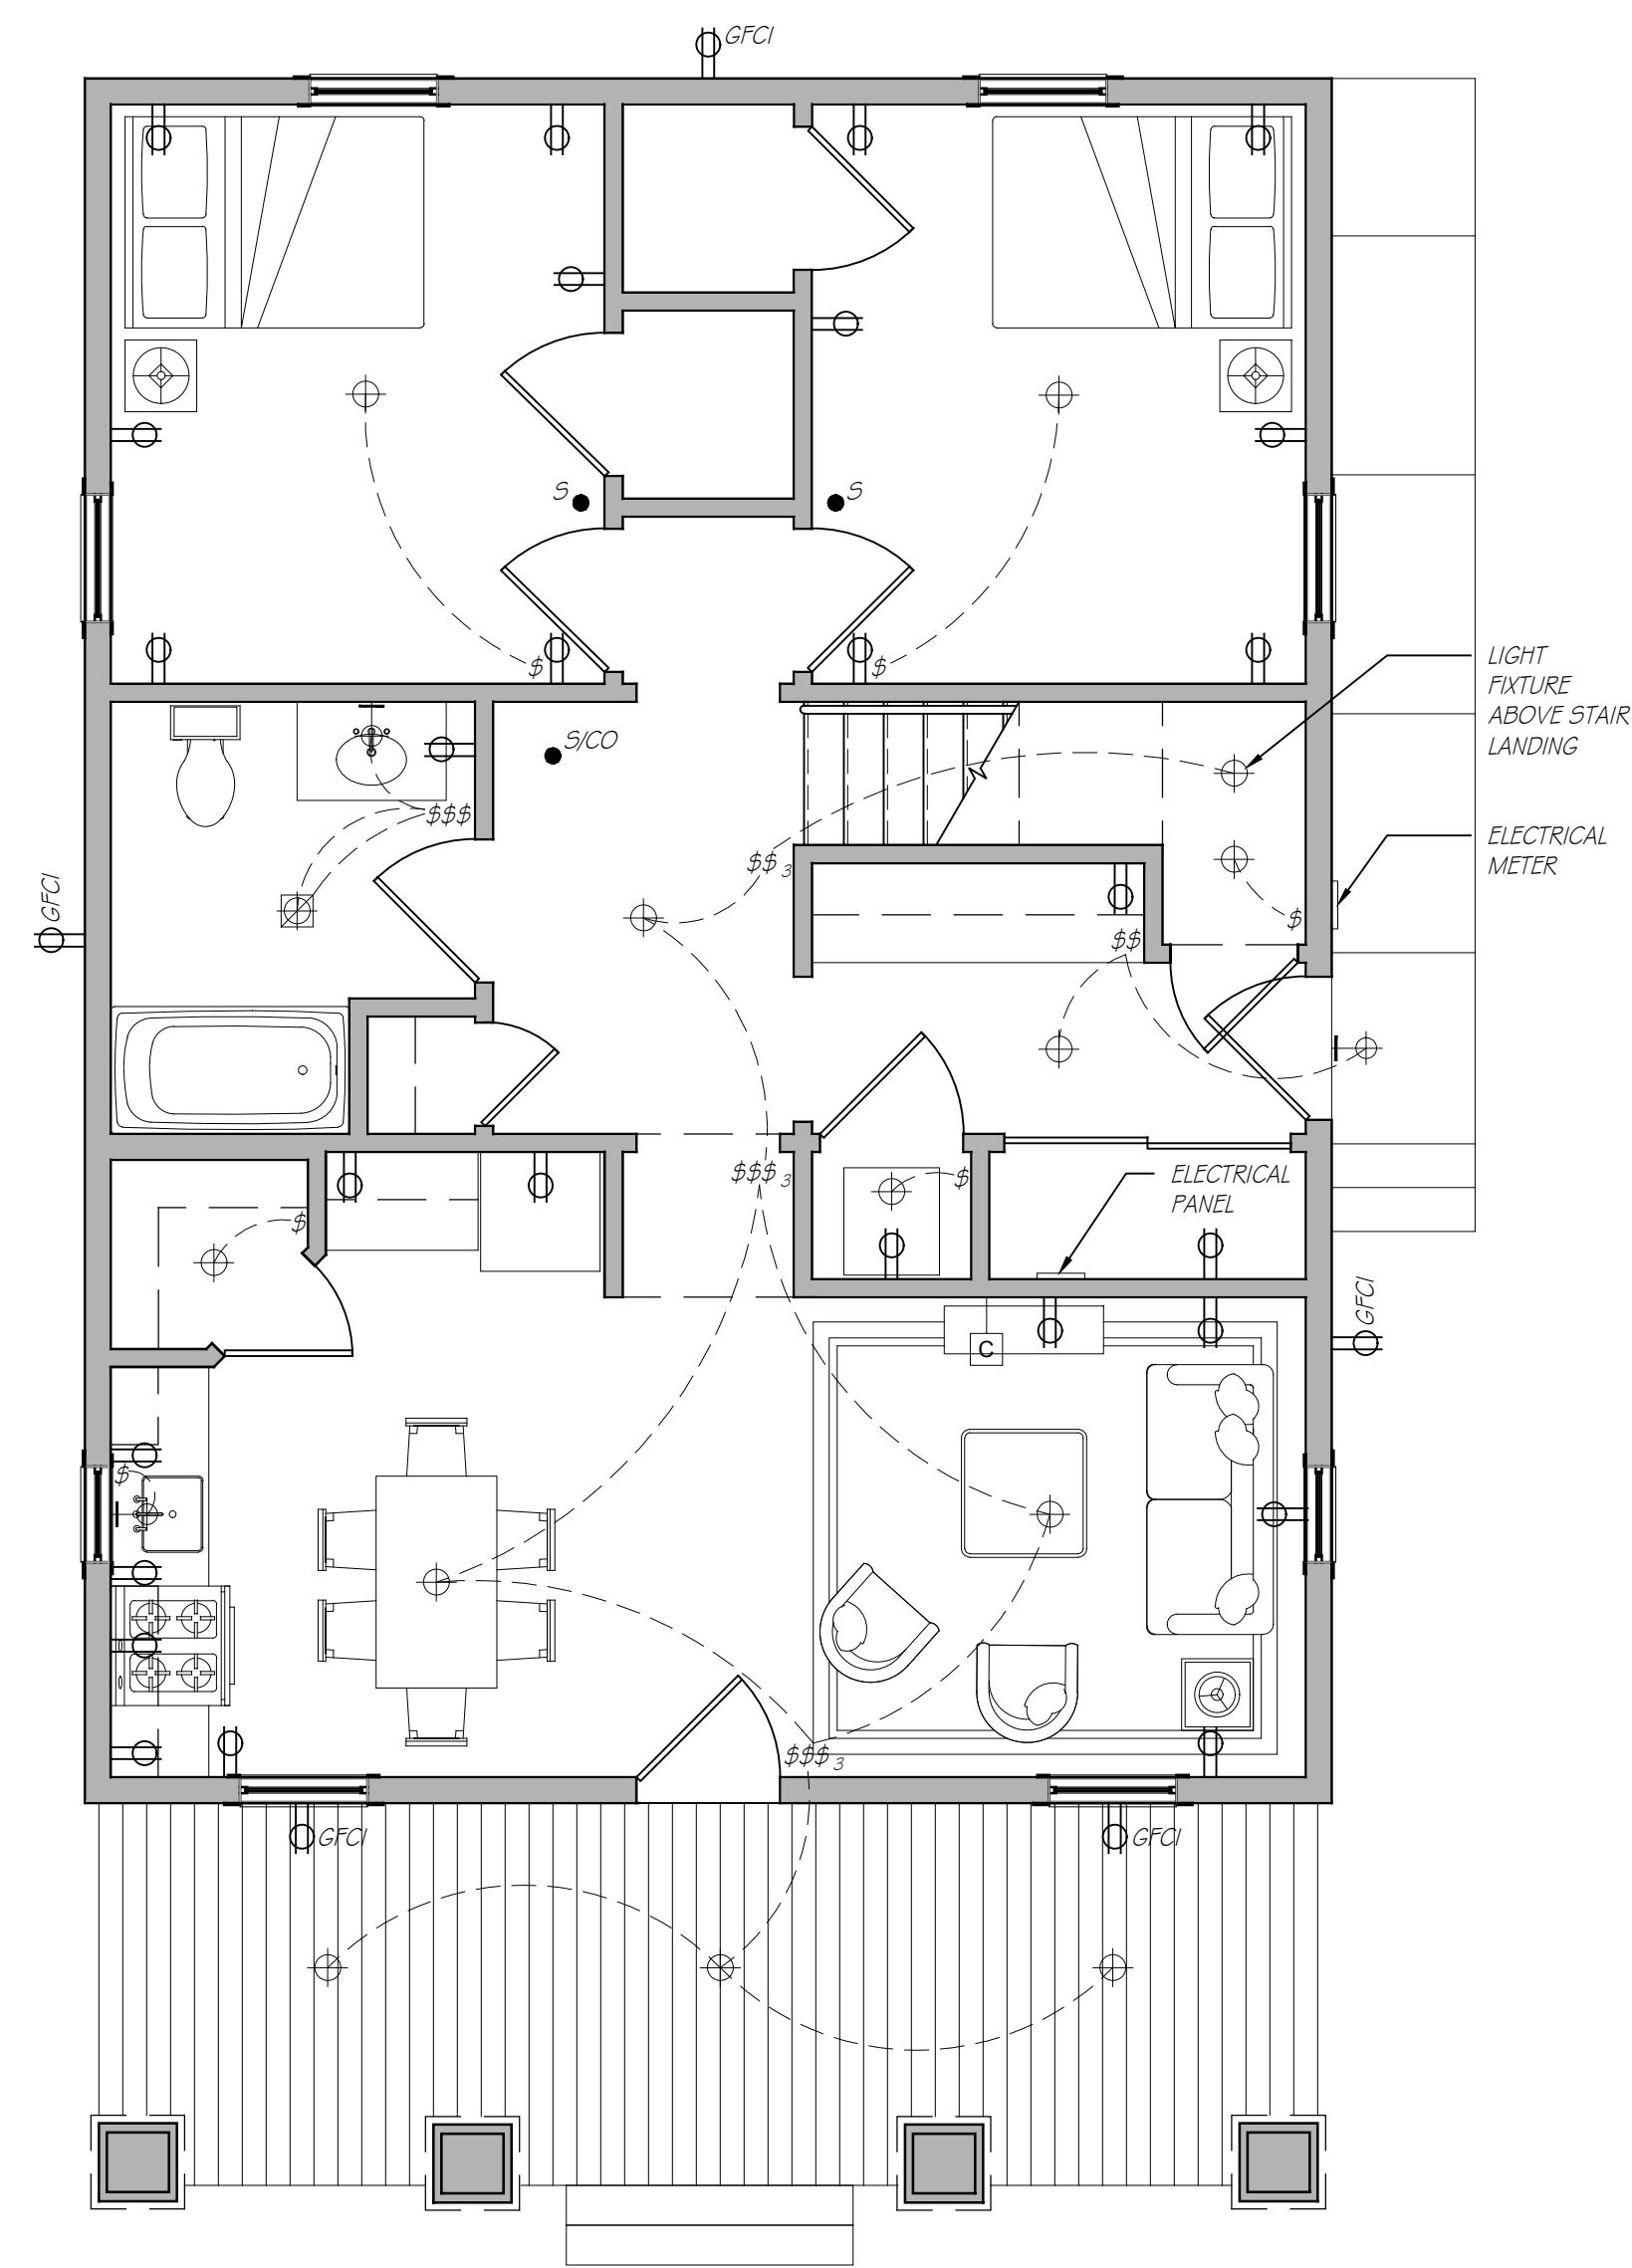 GFCI
S
S
LIGHT
FIXTURE
ABOVE STAIR
LANDING
$
$
S/CO
$$$
ELECTRICAL
METER
$$ 3
GFCI
$
$$
$$$ 3
$
ELECTRICAL
PANEL
$
GFCI
C
$
$$$ 3
GFCI
GFCI